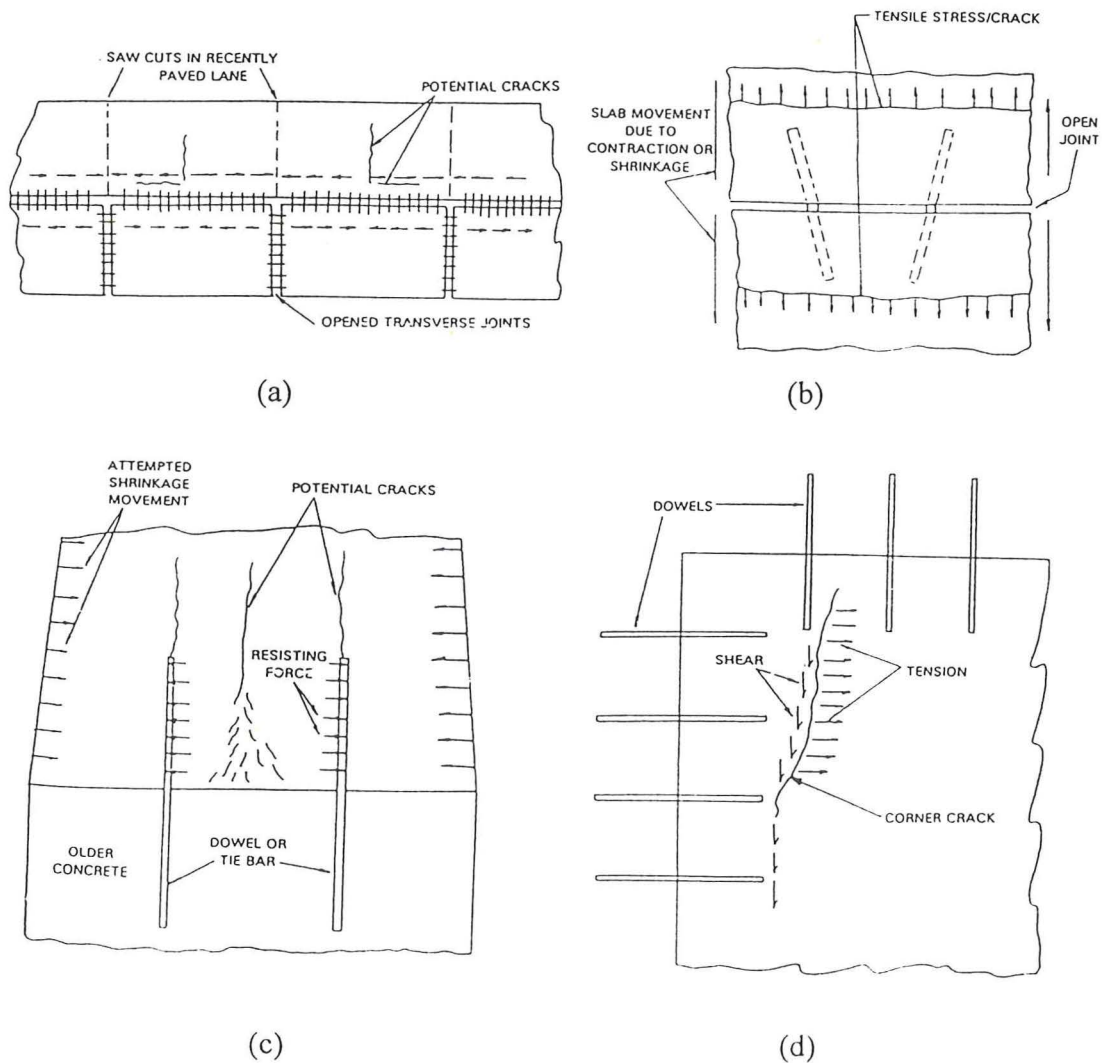 SAW CUTS IN RECENTLY
PAVED LANE
POTENTIAL CRACKS
OPENED TRANSVERSE JOINTS
(a)
TENSILE STRESS/CRACK
SLAB MOVEMENT
DUE TO
CONTRACTION OR
SHRINKAGE
OPEN
JOINT
(b)
ATTEMPTED
SHRINKAGE
MOVEMENT
POTENTIAL CRACKS
RESISTING
FORCE
OLDER
CONCRETE
DOWEL OR
TIE BAR
(c)
DOWELS
SHEAR
TENSION
CORNER CRACK
(d)